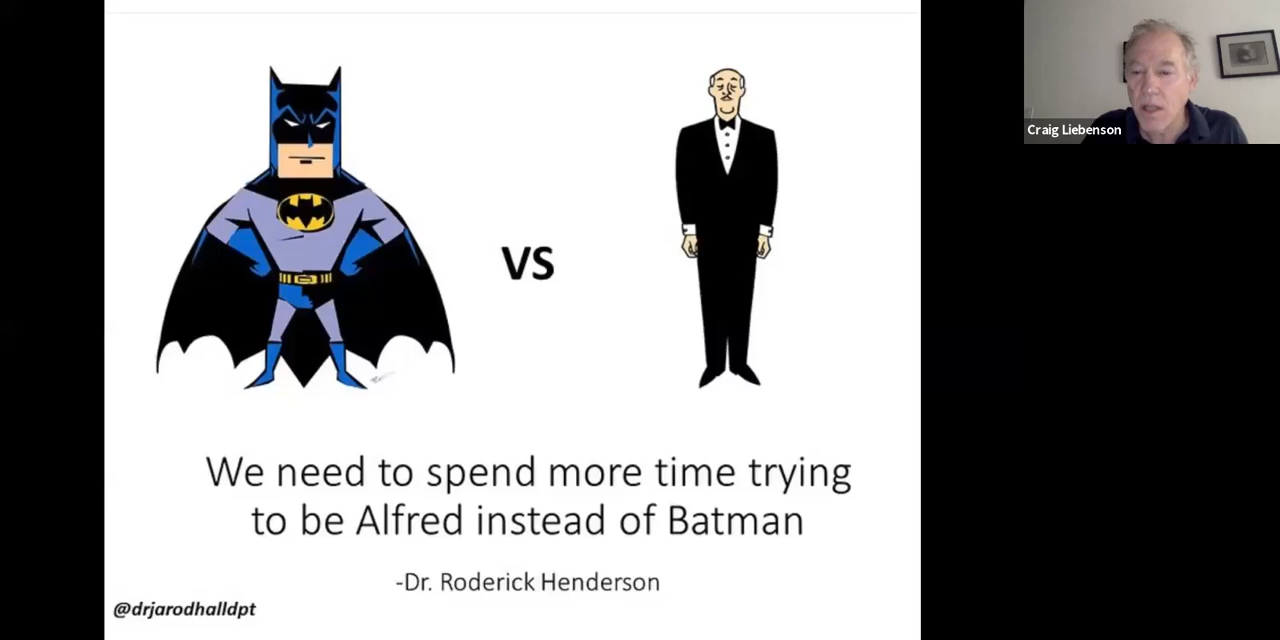 Craig Liebenson
VS
We need to spend more time trying
to be Alfred instead of Batman
-Dr. Roderick Henderson
@drjarodhalldpt